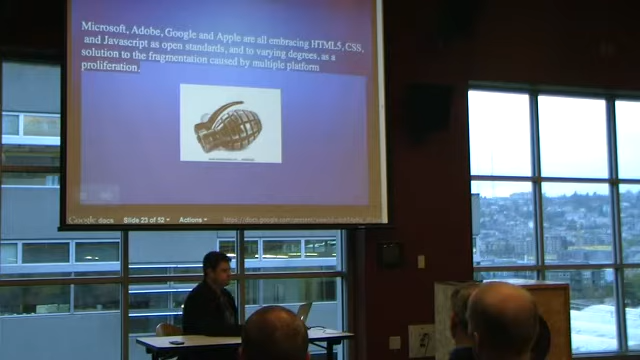 Microsoft, Adobe, Google and Apple are all embracing HTML5, CSS,
and Javascript as open standards, and to varying degrees, as a
solution to the fragmentation caused by multiple platform
proliferation.
Google docs Slide 23 of 52 Actions